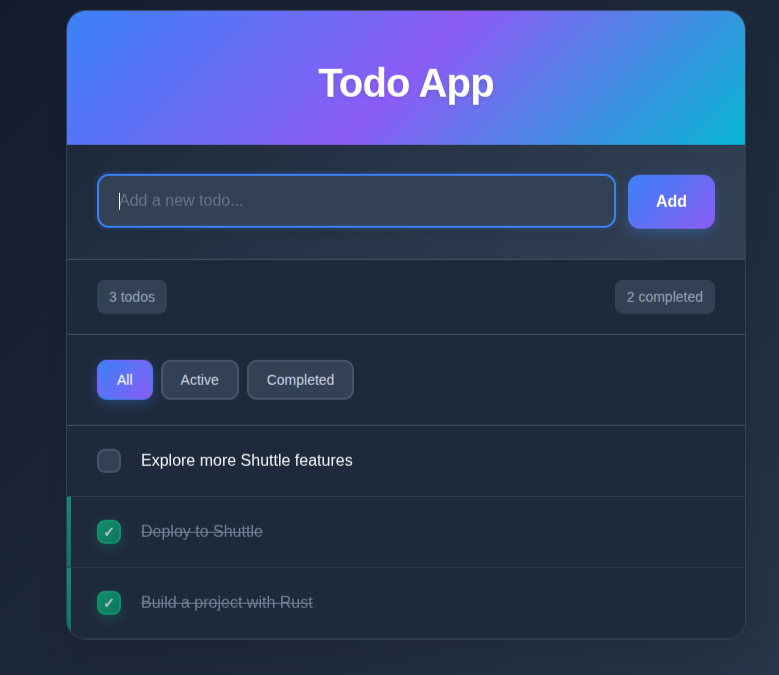 Todo App
Add a new todo...
Add
3 todos
2 completed
All
Active
Completed
Explore more Shuttle features
✓
Deploy to Shuttle
✓
Build a project with Rust